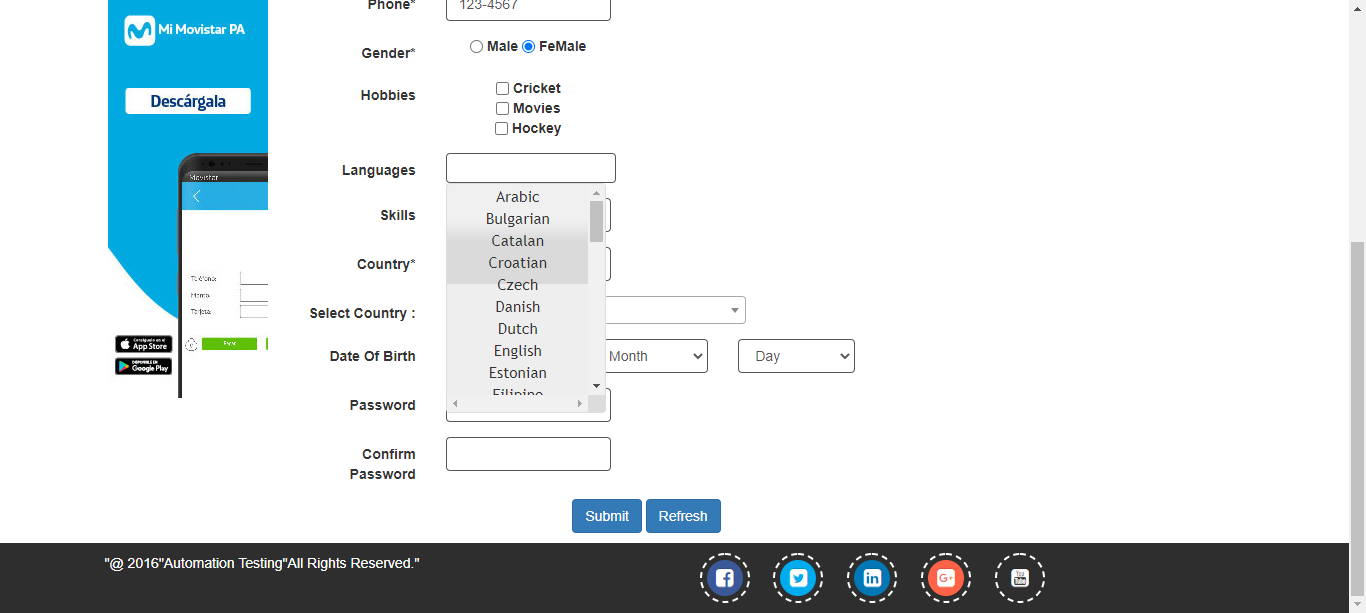 Phone*
123-4567
Mi Movistar PA
Gender*
Male
FeMale
Hobbies
Cricket
Descárgala
Movies
Hockey
Languages
Movistar
Arabic
Skills
Bulgarian
Catalan
Country*
Croatian
Czech
Teléfono:
Danish
Monto:
Select Country :
Tarjeta:
Dutch
App Store
English
Date Of Birth
Month
Day
Google Play
Estonian
Filipino
Password
Confirm
Password
Submit
Refresh
"@ 2016"Automation Testing"All Rights Reserved."
G+
You
Tube